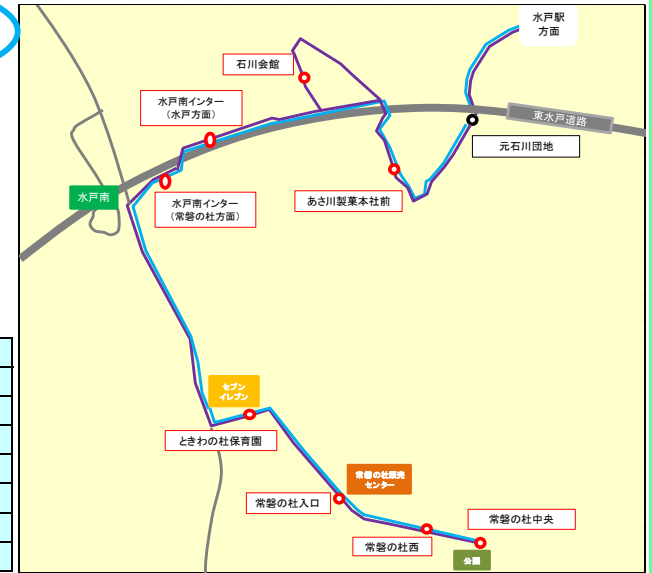 水戸駅
方面
石川会館
水戸南インター
（水戸方面）
東水戸道路
元石川団地
水戸南
水戸南インター
（常磐の杜方面）
あさ川製菓本社前
セブン
イレブン
ときわの杜保育園
常磐の杜販売
センター
常磐の杜入口
常磐の杜中央
常磐の杜西
公園